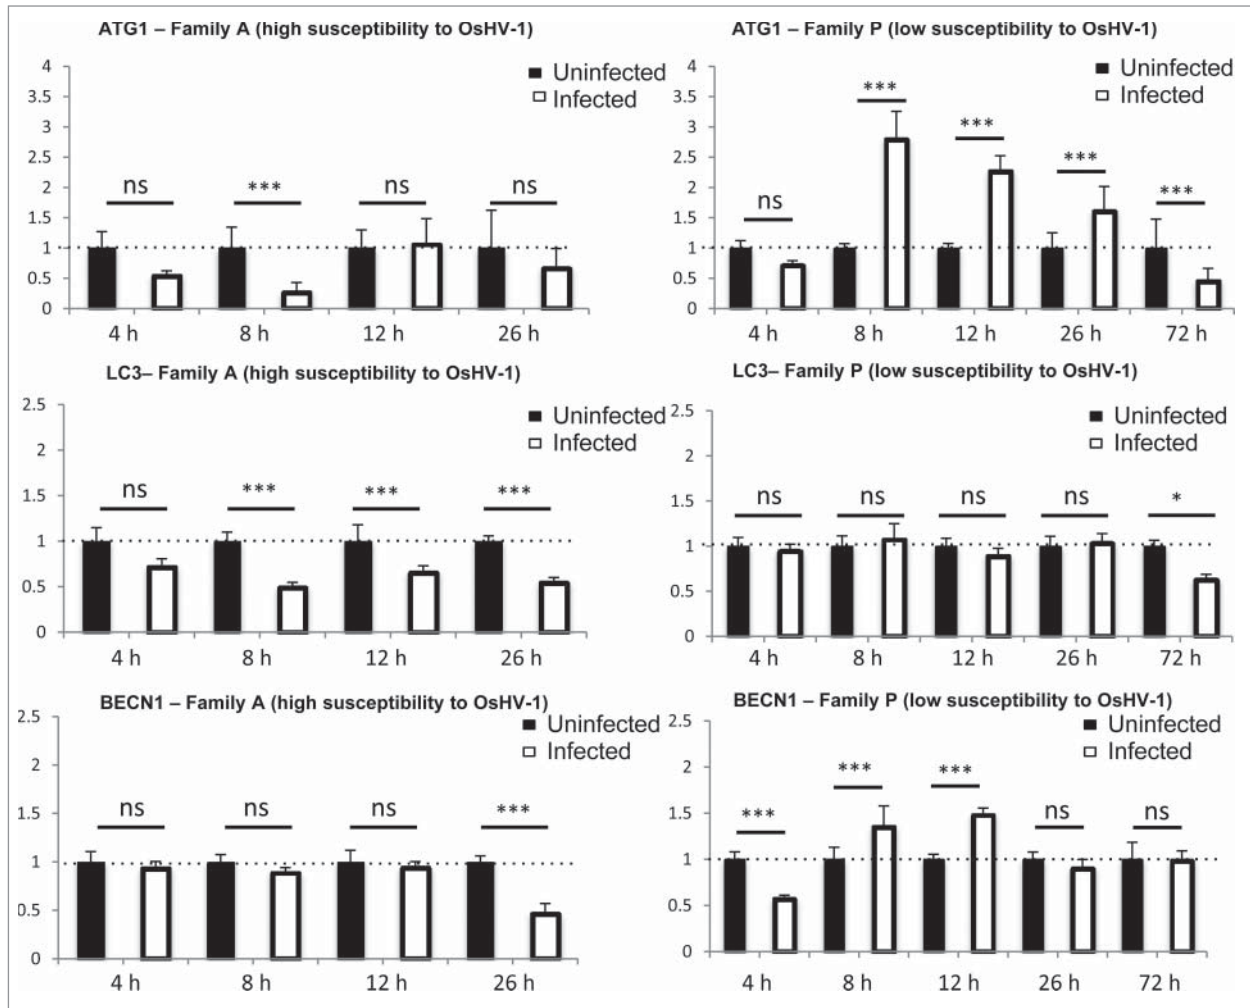 ATG1 – Family A (high susceptibility to OsHV-1)
4
3.5
3
2.5
2
1.5
1
0.5
0
Uninfected
Infected
ns
***
ns
ns
4 h
8 h
12 h
26 h
ATG1 – Family P (low susceptibility to OsHV-1)
4
3.5
3
2.5
2
1.5
1
0.5
0
Uninfected
Infected
ns
***
***
***
***
4 h
8 h
12 h
26 h
72 h
LC3– Family A (high susceptibility to OsHV-1)
2.5
2
1.5
1
0.5
0
Uninfected
Infected
ns
***
***
***
4 h
8 h
12 h
26 h
LC3– Family P (low susceptibility to OsHV-1)
2.5
2
1.5
1
0.5
0
Uninfected
Infected
ns
ns
ns
ns
*
4 h
8 h
12 h
26 h
72 h
BECN1 – Family A (high susceptibility to OsHV-1)
2.5
2
1.5
1
0.5
0
Uninfected
Infected
ns
ns
ns
***
4 h
8 h
12 h
26 h
BECN1 – Family P (low susceptibility to OsHV-1)
2.5
2
1.5
1
0.5
0
Uninfected
Infected
***
***
***
ns
ns
4 h
8 h
12 h
26 h
72 h